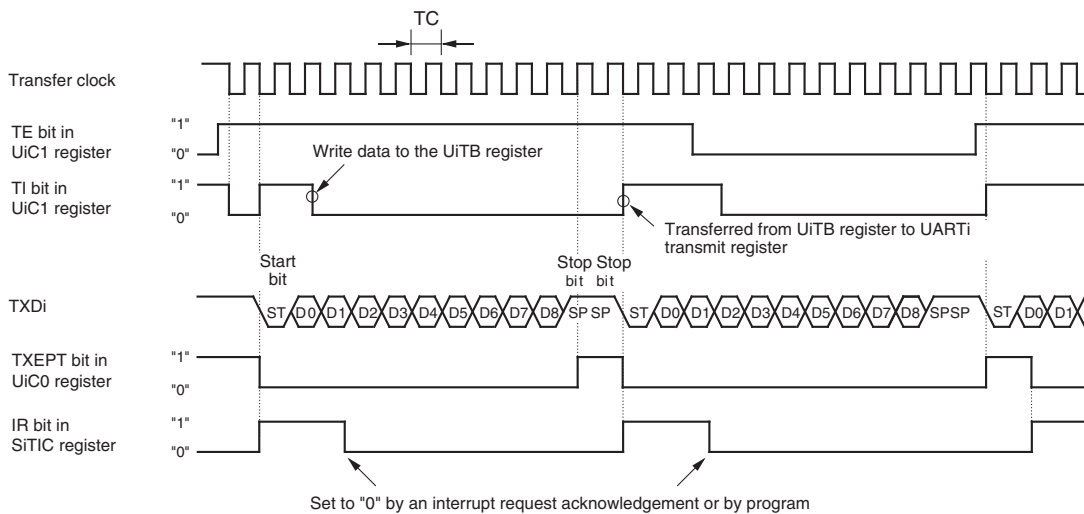 TC
Transfer clock
TE bit in
UiC1 register
"1"
"0"
Write data to the UiTB register
TI bit in
UiC1 register
"1"
"0"
Transferred from UiTB register to UARTi
transmit register
Start
bit
Stop Stop
bit bit
TXDi
ST D0 D1 D2 D3 D4 D5 D6 D7 D8 SP SP ST D0 D1 D2 D3 D4 D5 D6 D7 D8 SPSP ST D0 D1
TXEPT bit in
UiC0 register
"1"
"0"
IR bit in
SiTIC register
"1"
"0"
Set to "0" by an interrupt request acknowledgement or by program